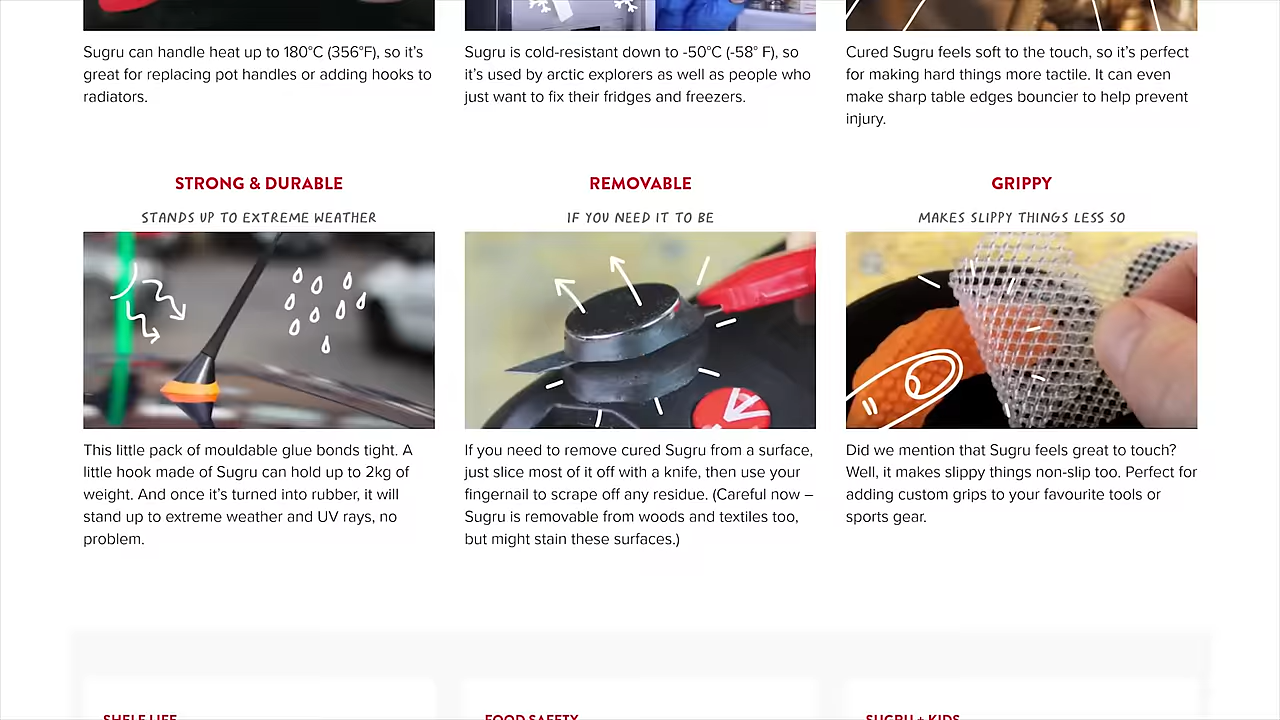 Sugru can handle heat up to 180°C (356°F), so it’s
great for replacing pot handles or adding hooks to
radiators.
Sugru is cold-resistant down to -50°C (-58° F), so
it’s used by arctic explorers as well as people who
just want to fix their fridges and freezers.
Cured Sugru feels soft to the touch, so it’s perfect
for making hard things more tactile. It can even
make sharp table edges bouncier to help prevent
injury.
STRONG & DURABLE
STANDS UP TO EXTREME WEATHER
This little pack of mouldable glue bonds tight. A
little hook made of Sugru can hold up to 2kg of
weight. And once it’s turned into rubber, it will
stand up to extreme weather and UV rays, no
problem.
REMOVABLE
IF YOU NEED IT TO BE
If you need to remove cured Sugru from a surface,
just slice most of it off with a knife, then use your
fingernail to scrape off any residue. (Careful now –
Sugru is removable from woods and textiles too,
but might stain these surfaces.)
GRIPPY
MAKES SLIPPY THINGS LESS SO
Did we mention that Sugru feels great to touch?
Well, it makes slippy things non-slip too. Perfect for
adding custom grips to your favourite tools or
sports gear.
SHELF LIFE
FOOD SAFETY
SUGRU + KIDS